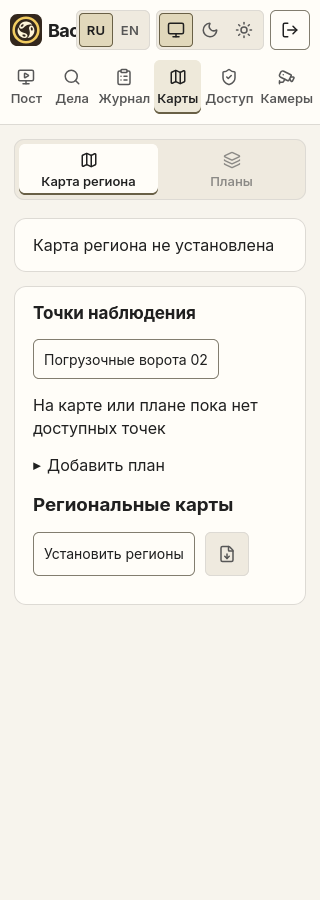 RU EN
Пост Дела Журнал Карты Доступ Камеры
Карта региона Планы
Карта региона не установлена
Точки наблюдения
Погрузочные ворота 02
На карте или плане пока нет
доступных точек
Добавить план
Региональные карты
Установить регионы